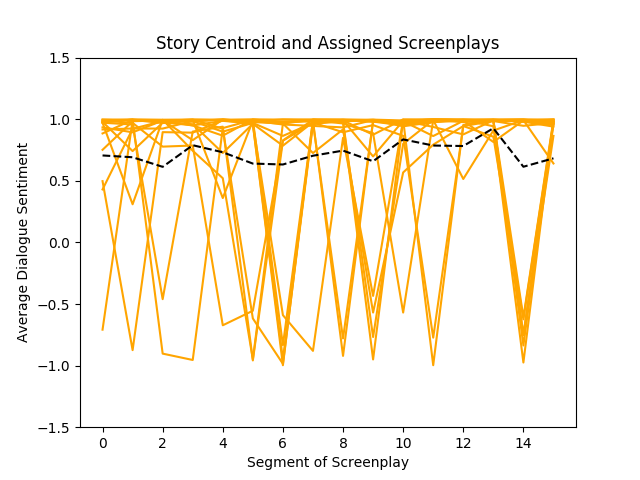 Story Centroid and Assigned Screenplays
1.5
1.0
0.5
0.0
−0.5
−1.0
−1.5
Average Dialogue Sentiment
0 2 4 6 8 10 12 14
Segment of Screenplay